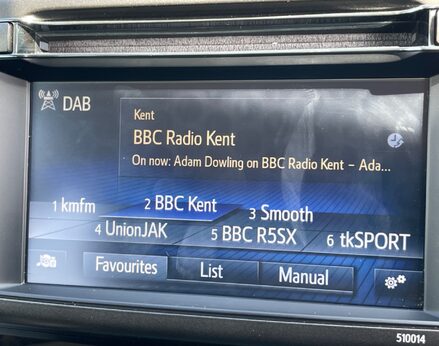 DAB
Kent
BBC Radio Kent
On now: Adam Dowling on BBC Radio Kent - Ada...
1 kmfm 2 BBC Kent 3 Smooth
4 UnionJAK 5 BBC R5SX 6 tkSPORT
Favourites List Manual
510014